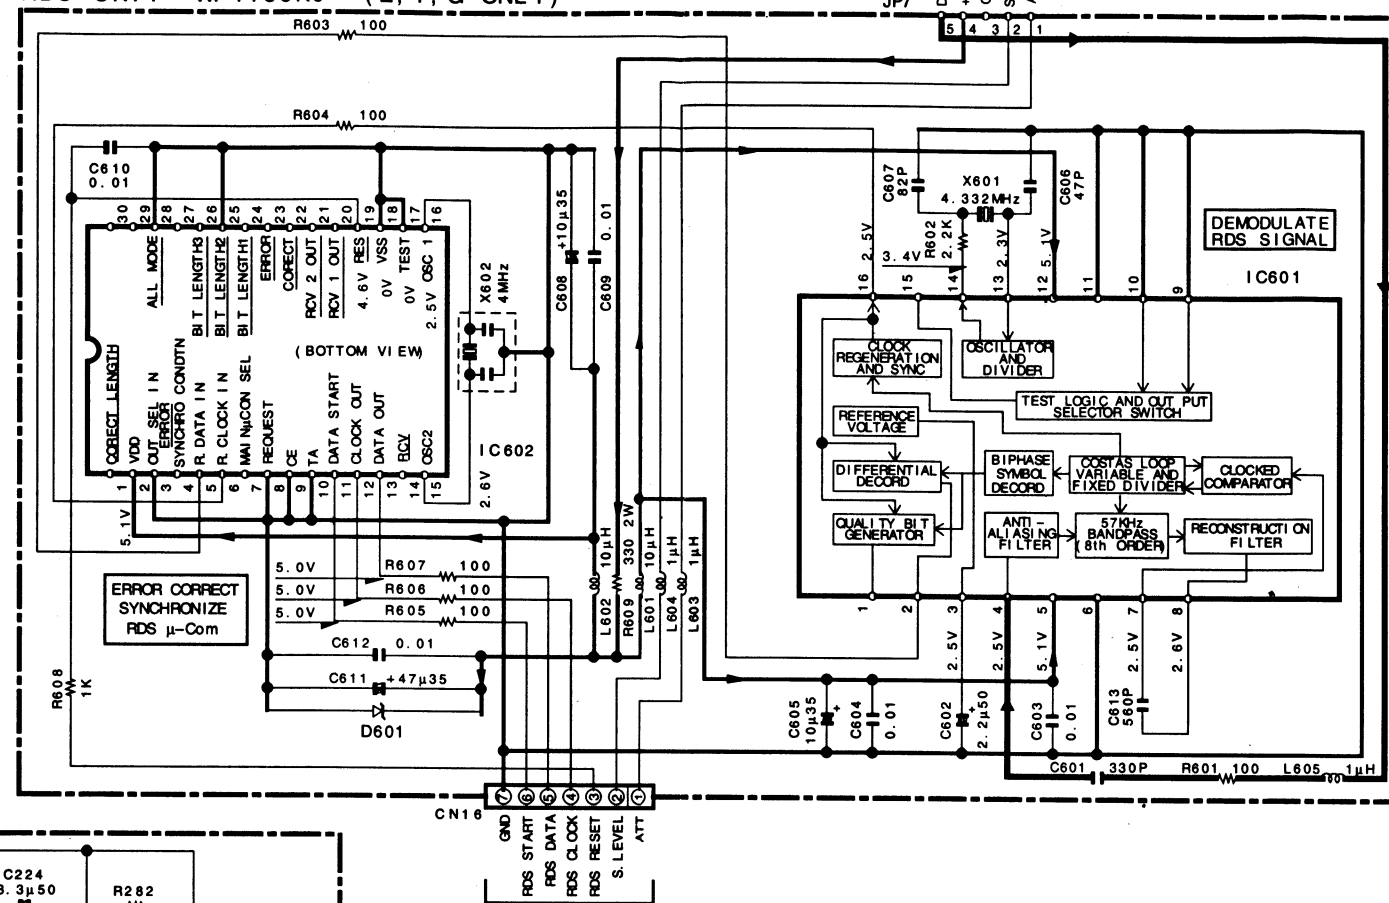 JP7
5 4 3 2 1
R603 100
R604 100
C610
0.01
30 29 28 27 26 25 24 23 22 21 20 19 18 17 16
ALL MODE
BIT LENGTH3
BIT LENGTH2
BIT LENGTH1
ERROR
CORECT
RCV 2 OUT
RCV 1 OUT
4.6V RES
0V VSS
0V TEST
2.5V OSC 1
(BOTTOM VIEW)
CORECT LENGTH
VDD
OUT SEL IN
ERROR
SYNCHRO CONDTN
R. DATA IN
R. CLOCK IN
MAIN μCON SEL
REQUEST
CE
TA
DATA START
CLOCK OUT
DATA OUT
RCV
OSC2
1 2 3 4 5 6 7 8 9 10 11 12 13 14 15
5.1V
2.6V
IC602
X602
4MHz
C608 +10μ35
C609 0.01
ERROR CORRECT
SYNCHRONIZE
RDS μ-Com
5.0V R607 100
5.0V R606 100
5.0V R605 100
C612 0.01
C611 +47μ35
D601
R608
1K
L602 10μH
R609 330 2W
L601 10μH
L604 1μH
L603 1μH
C607
82P
X601
4.332MHz
C606
47P
R602
2.2K
2.5V
3.4V
2.3V
5.1V
16 15 14 13 12 11 10 9
DEMODULATE
RDS SIGNAL
IC601
CLOCK
REGENERATION
AND SYNC
OSCILLATOR
AND
DIVIDER
TEST LOGIC AND OUT PUT
SELECTOR SWITCH
REFERENCE
VOLTAGE
DIFFERENTIAL
DECORD
BIPHASE
SYMBOL
DECORD
COSTAS LOOP
VARIABLE AND
FIXED DIVIDER
CLOCKED
COMPARATOR
QUALITY BIT
GENERATOR
ANTI-
ALIASING
FILTER
57KHz
BANDPASS
(8th ORDER)
RECONSTRUCTION
FILTER
1 2 3 4 5 6 7 8
2.5V
2.5V
5.1V
2.5V
2.6V
C605
10μ35 +
C604
0.01
C602 +
2.2μ50
C603
0.01
C613
560P
C601 330P R601 100 L605 1μH
CN16
7 6 5 4 3 2 1
GND
RDS START
RDS DATA
RDS CLOCK
RDS RESET
S. LEVEL
ATT
C224
3.3μ50
R282